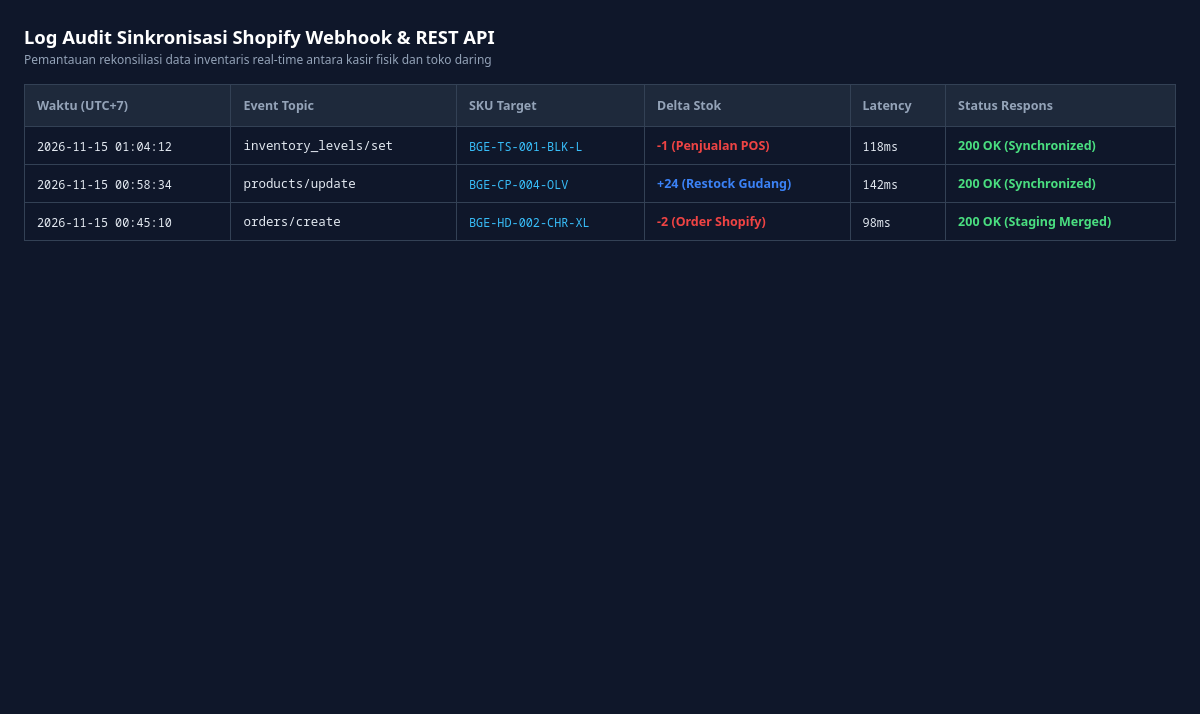 Log Audit Sinkronisasi Shopify Webhook & REST API
Pemantauan rekonsiliasi data inventaris real-time antara kasir fisik dan toko daring
Waktu (UTC+7) Event Topic SKU Target Delta Stok Latency Status Respons
2026-11-15 01:04:12 inventory_levels/set BGE-TS-001-BLK-L -1 (Penjualan POS) 118ms 200 OK (Synchronized)
2026-11-15 00:58:34 products/update BGE-CP-004-OLV +24 (Restock Gudang) 142ms 200 OK (Synchronized)
2026-11-15 00:45:10 orders/create BGE-HD-002-CHR-XL -2 (Order Shopify) 98ms 200 OK (Staging Merged)